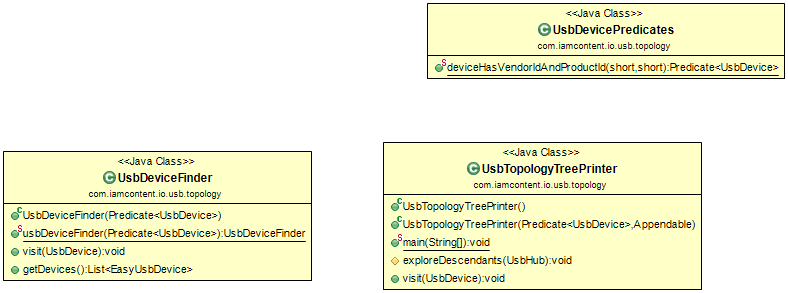 <<Java Class>>
UsbDevicePredicates
com.iamcontent.io.usb.topology
deviceHasVendorIdAndProductId(short,short):Predicate<UsbDevice>
<<Java Class>>
UsbDeviceFinder
com.iamcontent.io.usb.topology
UsbDeviceFinder(Predicate<UsbDevice>)
usbDeviceFinder(Predicate<UsbDevice>):UsbDeviceFinder
visit(UsbDevice):void
getDevices():List<EasyUsbDevice>
<<Java Class>>
UsbTopologyTreePrinter
com.iamcontent.io.usb.topology
UsbTopologyTreePrinter()
UsbTopologyTreePrinter(Predicate<UsbDevice>,Appendable)
main(String[]):void
exploreDescendants(UsbHub):void
visit(UsbDevice):void